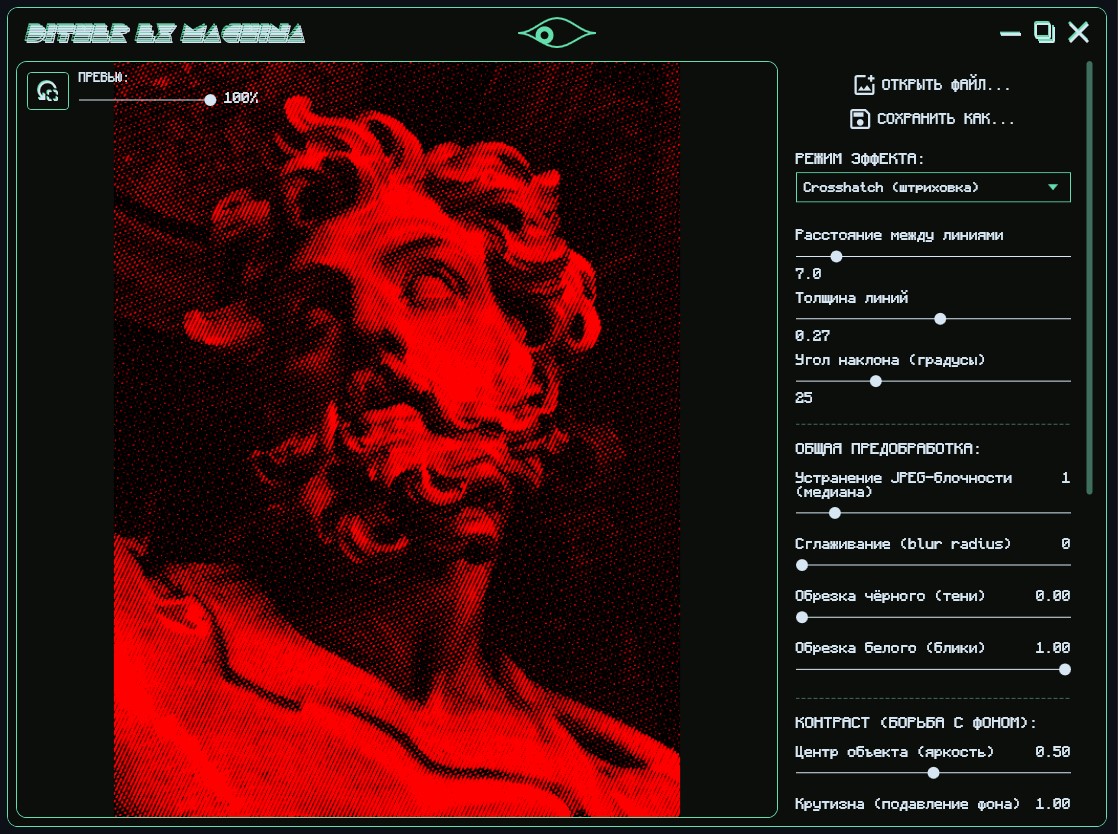 DITHER EX MACHINA
ПРЕВЬЮ:
100%
ОТКРЫТЬ ФАЙЛ...
СОХРАНИТЬ КАК...
РЕЖИМ ЭФФЕКТА:
Crosshatch (штриховка)
Расстояние между линиями
7.0
Толщина линий
0.27
Угол наклона (градусы)
25
ОБЩАЯ ПРЕДОБРАБОТКА:
Устранение JPEG-блочности 1
(медиана)
Сглаживание (blur radius) 0
Обрезка чёрного (тени) 0.00
Обрезка белого (блики) 1.00
КОНТРАСТ (БОРЬБА С ФОНОМ):
Центр объекта (яркость) 0.50
Крутизна (подавление фона) 1.00